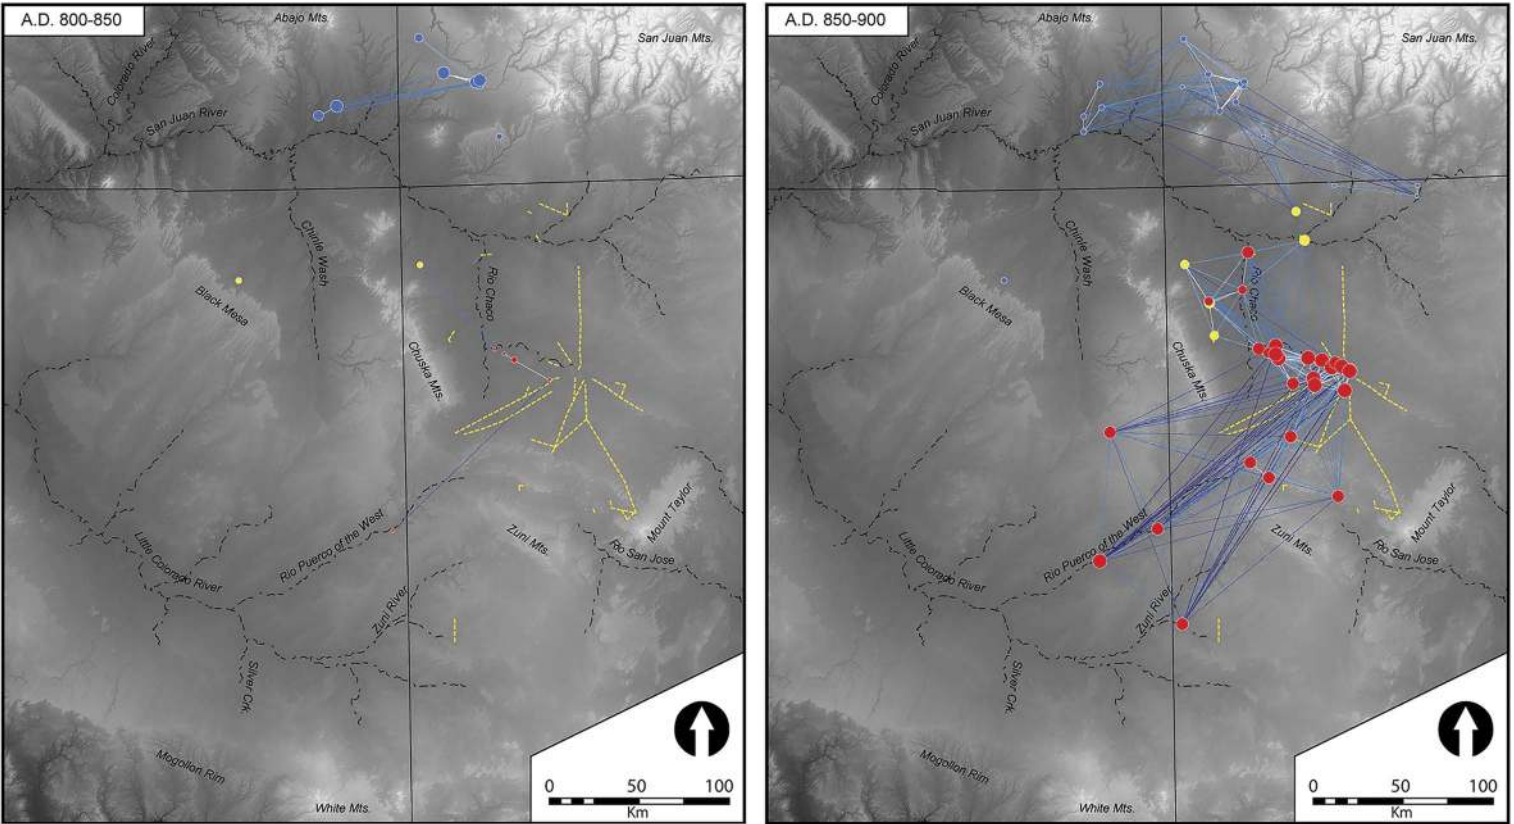 A.D. 800-850
Abajo Mts.
San Juan Mts.
Colorado River
San Juan River
Chinle Wash
Rio Chaco
Black Mesa
Chuska Mts.
Mount Taylor
Rio Puerco of the West
Zuni Mts.
Rio San Jose
Little Colorado River
Zuni River
Silver Crk.
Mogollon Rim
White Mts.
0 50 100
Km
A.D. 850-900
Abajo Mts.
San Juan Mts.
Colorado River
San Juan River
Chinle Wash
Rio Chaco
Black Mesa
Chuska Mts.
Mount Taylor
Rio Puerco of the West
Zuni Mts.
Rio San Jose
Little Colorado River
Zuni River
Silver Crk.
Mogollon Rim
White Mts.
0 50 100
Km